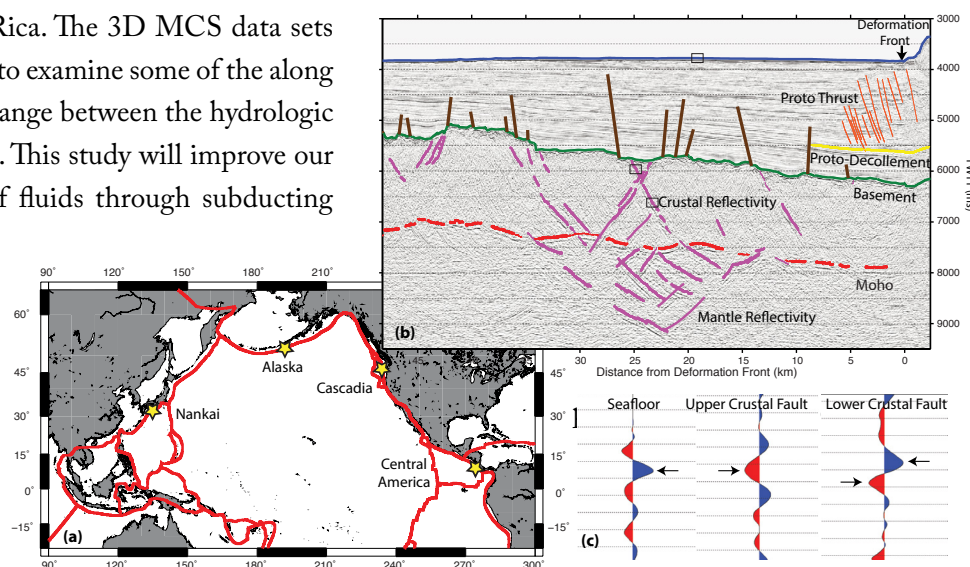 Rica. The 3D MCS data sets
to examine some of the along
ange between the hydrologic
. This study will improve our
f fluids through subducting
Deformation
Front
3000
4000
Proto Thrust
5000
Proto-Decollement
6000
Basement
Crustal Reflectivity
7000
Moho
8000
Mantle Reflectivity
9000
(b)
30 25 20 15 10 5 0
Distance from Deformation Front (km)
90° 120° 150° 180° 210°
60°
45°
30°
15°
0°
−15°
Alaska
Cascadia
Nankai
Central
America
(a)
90° 120° 150° 180° 210° 240° 270° 300°
45°
30°
15°
0°
−15°
Seafloor Upper Crustal Fault Lower Crustal Fault
(c)